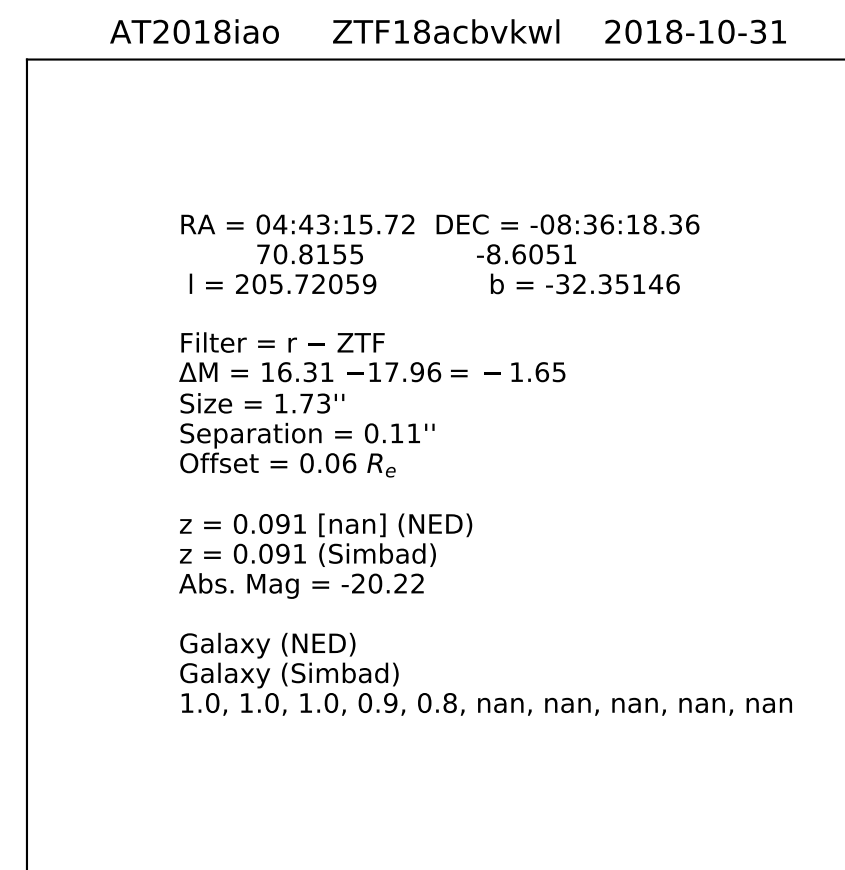 AT2018iao ZTF18acbvkwl 2018-10-31
RA = 04:43:15.72 DEC = -08:36:18.36
70.8155 -8.6051
l = 205.72059 b = -32.35146
Filter = r − ZTF
ΔM = 16.31 −17.96 = − 1.65
Size = 1.73''
Separation = 0.11''
Offset = 0.06 Re
z = 0.091 [nan] (NED)
z = 0.091 (Simbad)
Abs. Mag = -20.22
Galaxy (NED)
Galaxy (Simbad)
1.0, 1.0, 1.0, 0.9, 0.8, nan, nan, nan, nan, nan